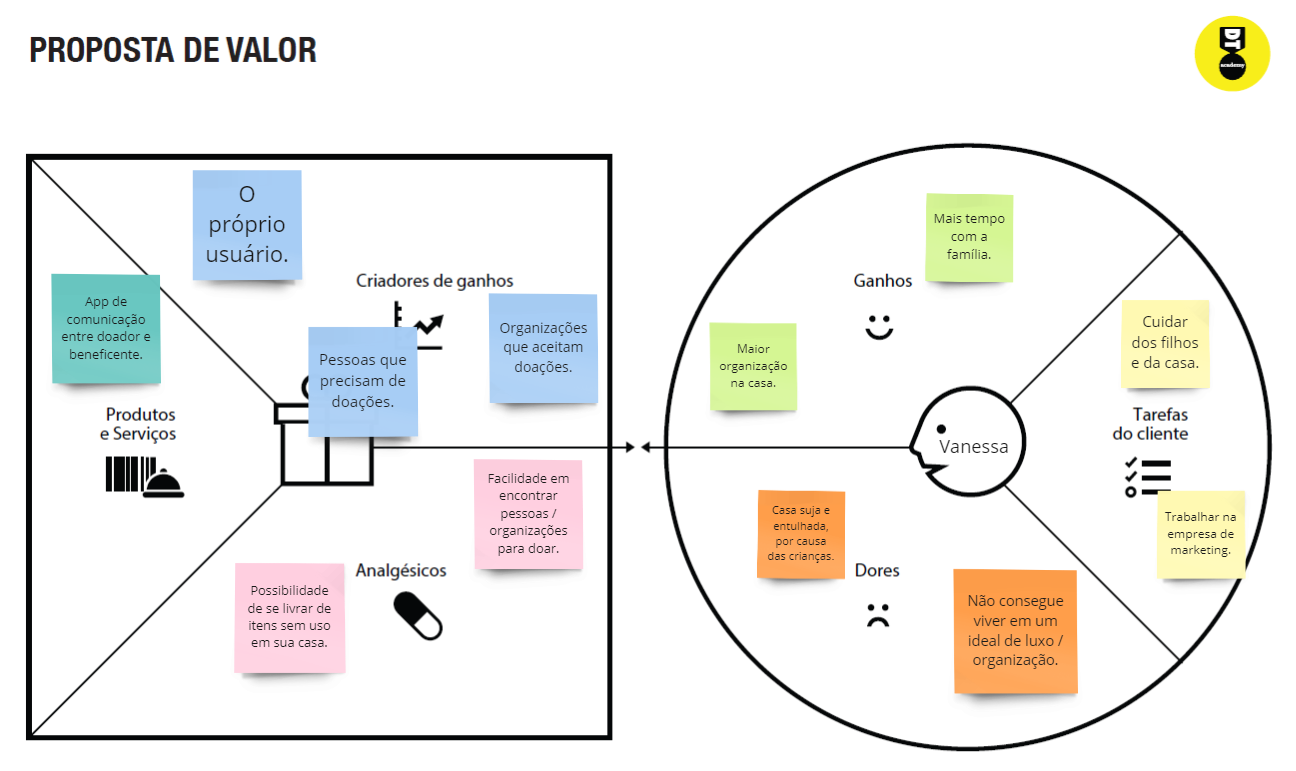 PROPOSTA DE VALOR
DT
academy
O
próprio
usuário.
App de
comunicação
entre doador e
beneficente.
Criadores de ganhos
Organizações
que aceitam
doações.
Pessoas que
precisam de
doações.
Produtos
e Serviços
Facilidade em
encontrar
pessoas /
organizações
para doar.
Analgésicos
Possibilidade
de se livrar de
itens sem uso
em sua casa.
Mais tempo
com a
família.
Ganhos
Maior
organização
na casa.
Cuidar
dos filhos
e da casa.
Tarefas
do cliente
Vanessa
Trabalhar na
empresa de
marketing.
Casa suja e
entulhada,
por causa
das crianças.
Dores
Não consegue
viver em um
ideal de luxo /
organização.